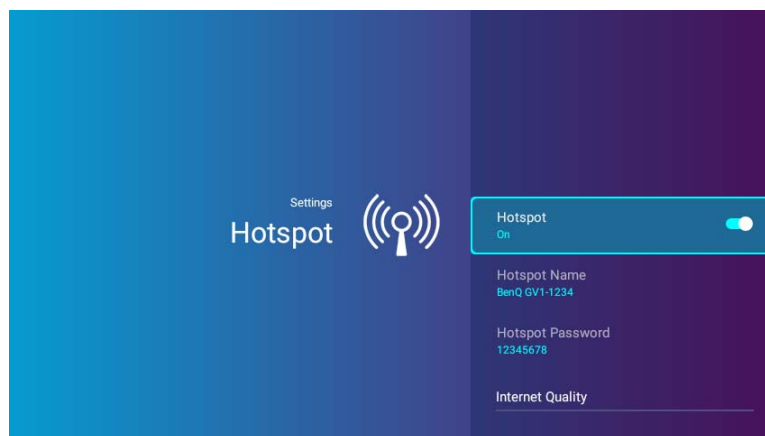 Settings
Hotspot
Hotspot
On
Hotspot Name
BenQ GV1-1234
Hotspot Password
12345678
Internet Quality